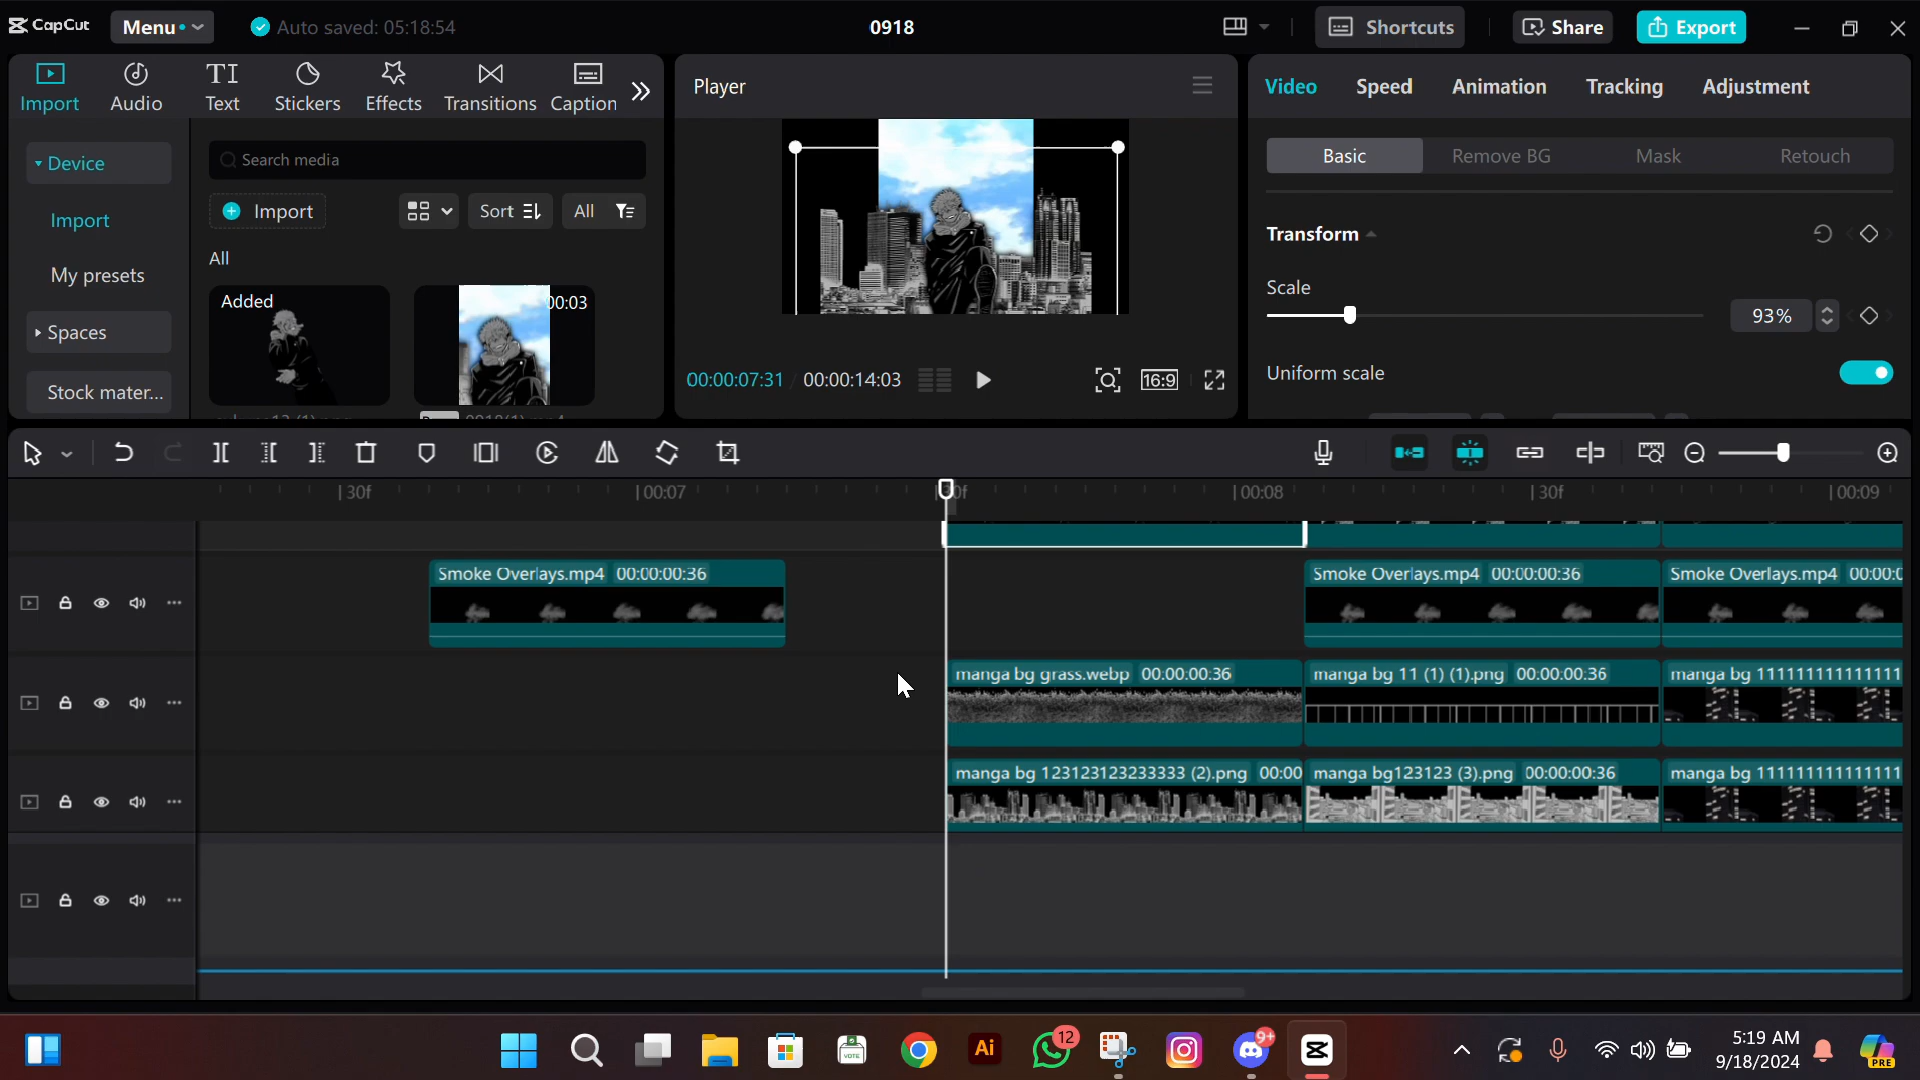 CapCut Menu Auto saved: 05:18:54 0918 Shortcuts Share Export
Import Audio Text Stickers Effects Transitions Caption
Player
Video Speed Animation Tracking Adjustment
Device
Import
My presets
Spaces
Stock mater...
Search media
Import Sort All
All
Added
00:03
00:00:07:31 00:00:14:03 16:9
Basic Remove BG Mask Retouch
Transform
Scale
93%
Uniform scale
30f 00:07 00:08 30f 00:09
Smoke Overlays.mp4 00:00:00:36
Smoke Overlays.mp4 00:00:00:36
Smoke Overlays.mp4
manga bg grass.webp 00:00:00:36
manga bg 11 (1) (1).png 00:00:00:36
manga bg
manga bg 123123123233333 (2).png 00:00
manga bg123123 (3).png 00:00:00:36
manga bg
Ai VOTE 12 9+ PRE
5:19 AM
9/18/2024